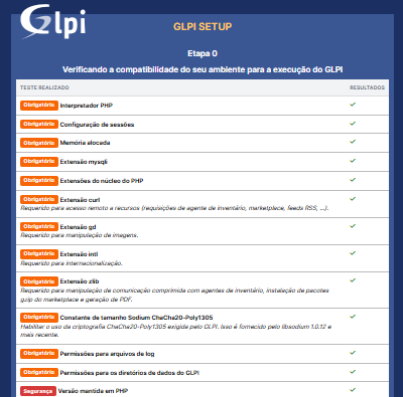 Glpi
GLPI SETUP
Etapa 0
Verificando a compatibilidade do seu ambiente para a execução do GLPI
TESTE REALIZADO RESULTADOS
Obrigatório Interpretador PHP
Obrigatório Configuração de sessões
Obrigatório Memória alocada
Obrigatório Extensão mysqli
Obrigatório Extensões do núcleo do PHP
Obrigatório Extensão curl
Requerido para acesso remoto a recursos (requisições de agente de inventário, marketplace, feeds RSS, ...).
Obrigatório Extensão gd
Requerido para manipulação de imagens.
Obrigatório Extensão intl
Requerido para internacionalização.
Obrigatório Extensão zlib
Requerido para manipulação de comunicação comprimida com agentes de inventário, instalação de pacotes
gzip do marketplace e geração de PDF.
Obrigatório Constante de tamanho Sodium ChaCha20-Poly1305
Habilitar o uso da criptografia ChaCha20-Poly1305 exigida pelo GLPI. Isso é fornecido pelo libsodium 1.0.12 e
mais recente.
Obrigatório Permissões para arquivos de log
Obrigatório Permissões para os diretórios de dados do GLPI
Segurança Versão mantida em PHP